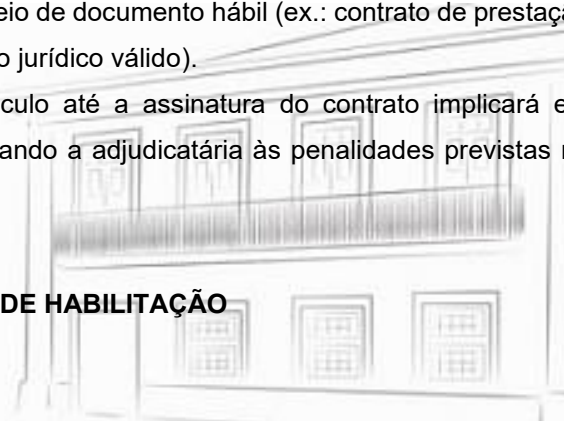 eio de documento hábil (ex.: contrato de prestaç
o jurídico válido).
culo até a assinatura do contrato implicará e
ando a adjudicatária às penalidades previstas
DE HABILITAÇÃO